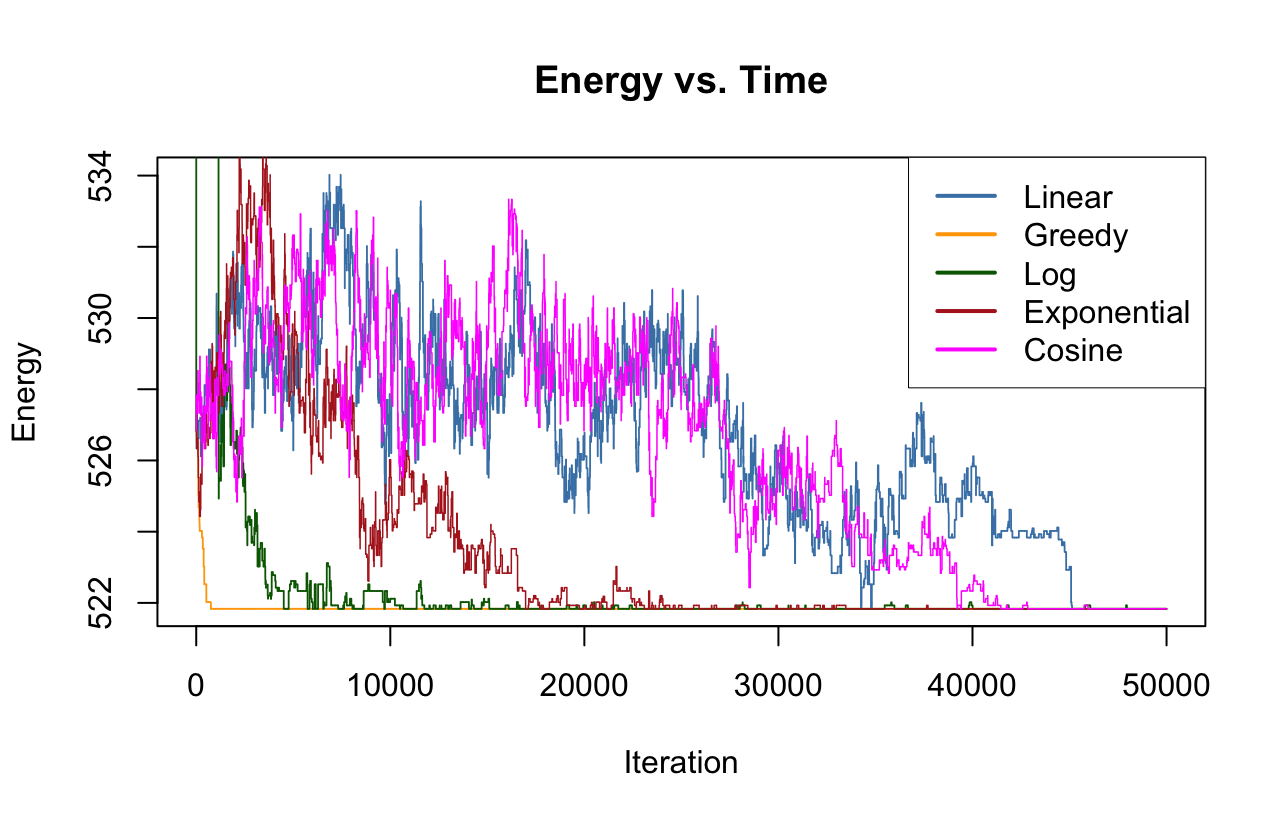 Energy vs. Time
534
530
526
522
Energy
Linear
Greedy
Log
Exponential
Cosine
0 10000 20000 30000 40000 50000
Iteration